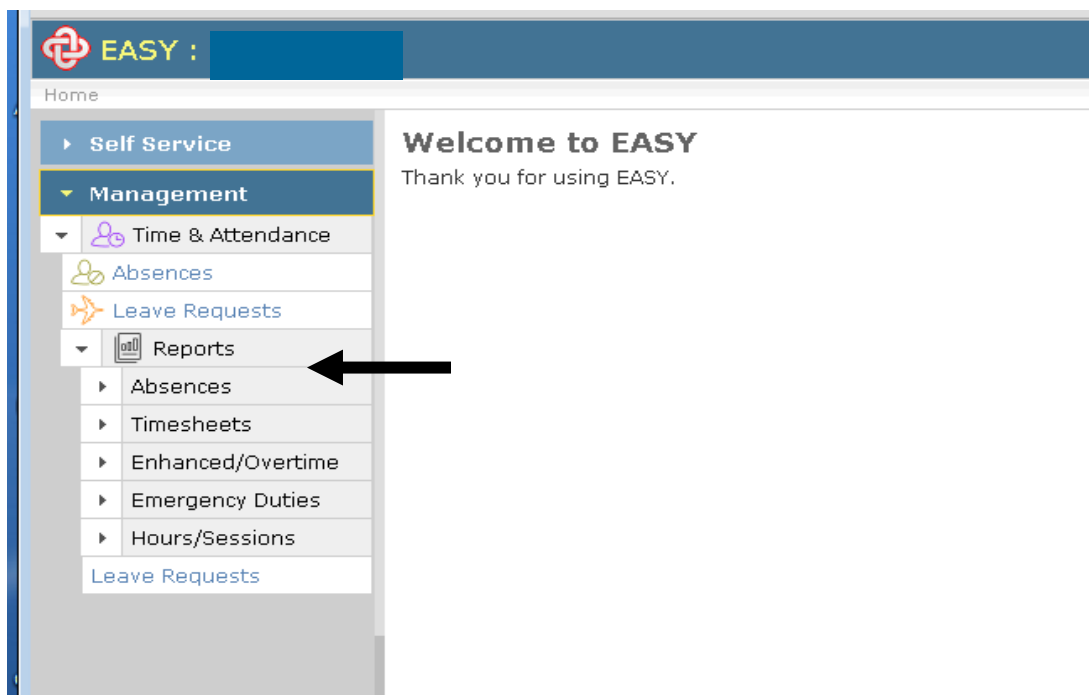 EASY :
Home
Self Service
Welcome to EASY
Thank you for using EASY.
Management
Time & Attendance
Absences
Leave Requests
Reports
Absences
Timesheets
Enhanced/Overtime
Emergency Duties
Hours/Sessions
Leave Requests